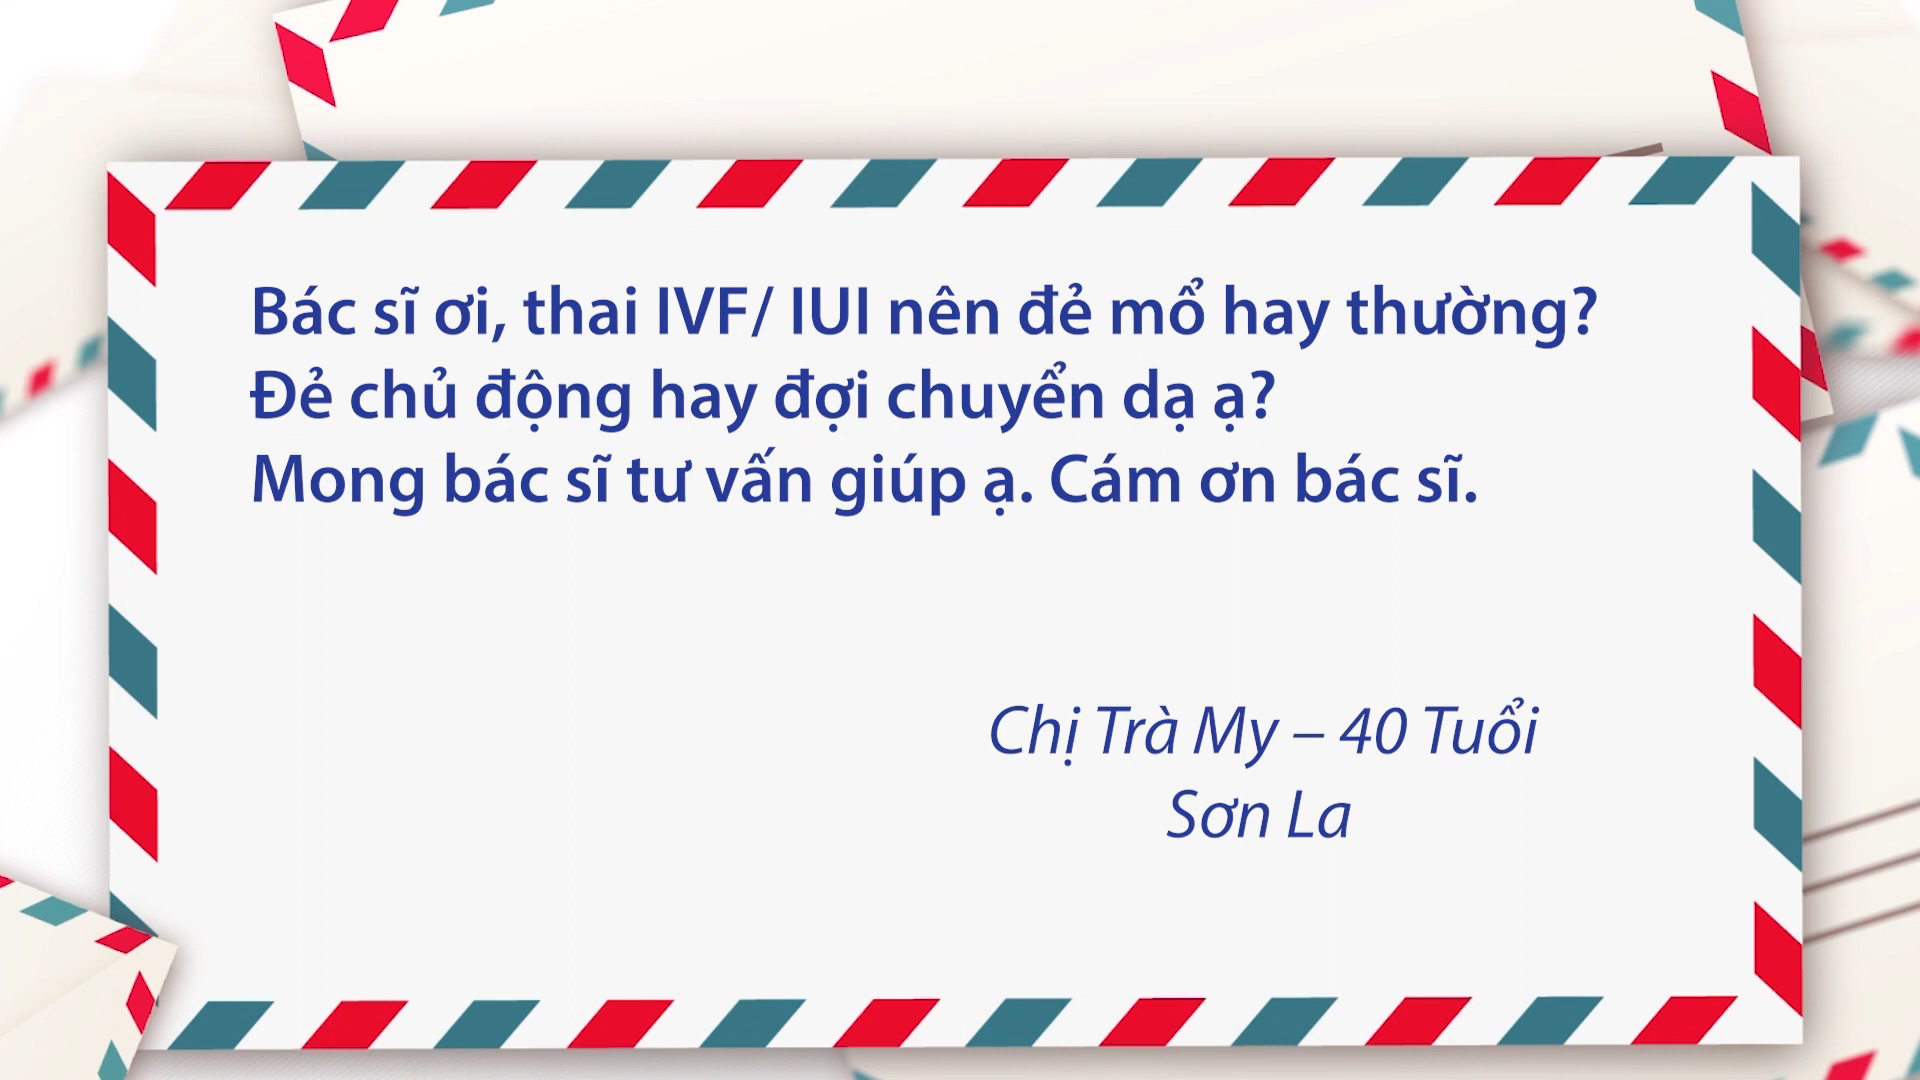 Bác sĩ ơi, thai IVF/ IUI nên đẻ mổ hay thường?
Đẻ chủ động hay đợi chuyển dạ ạ?
Mong bác sĩ tư vấn giúp ạ. Cám ơn bác sĩ.
Chị Trà My – 40 Tuổi
Sơn La